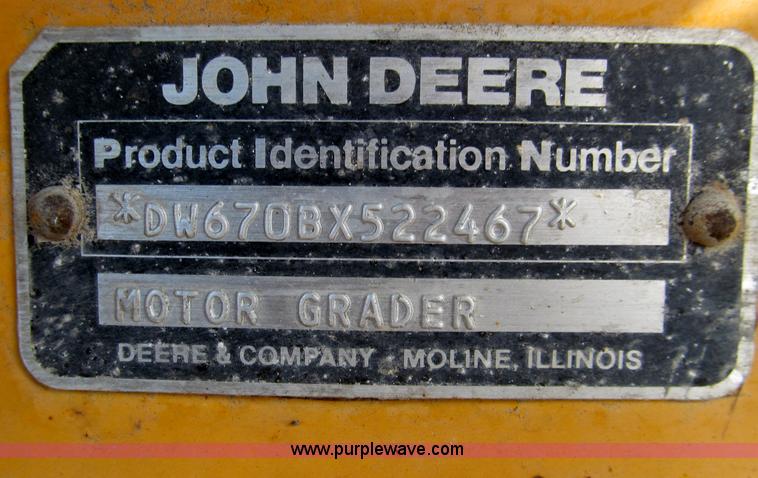 JOHN DEERE
Product Identification Number
*DW670BX522467*
MOTOR GRADER
DEERE & COMPANY MOLINE, ILLINOIS
www.purplewave.com